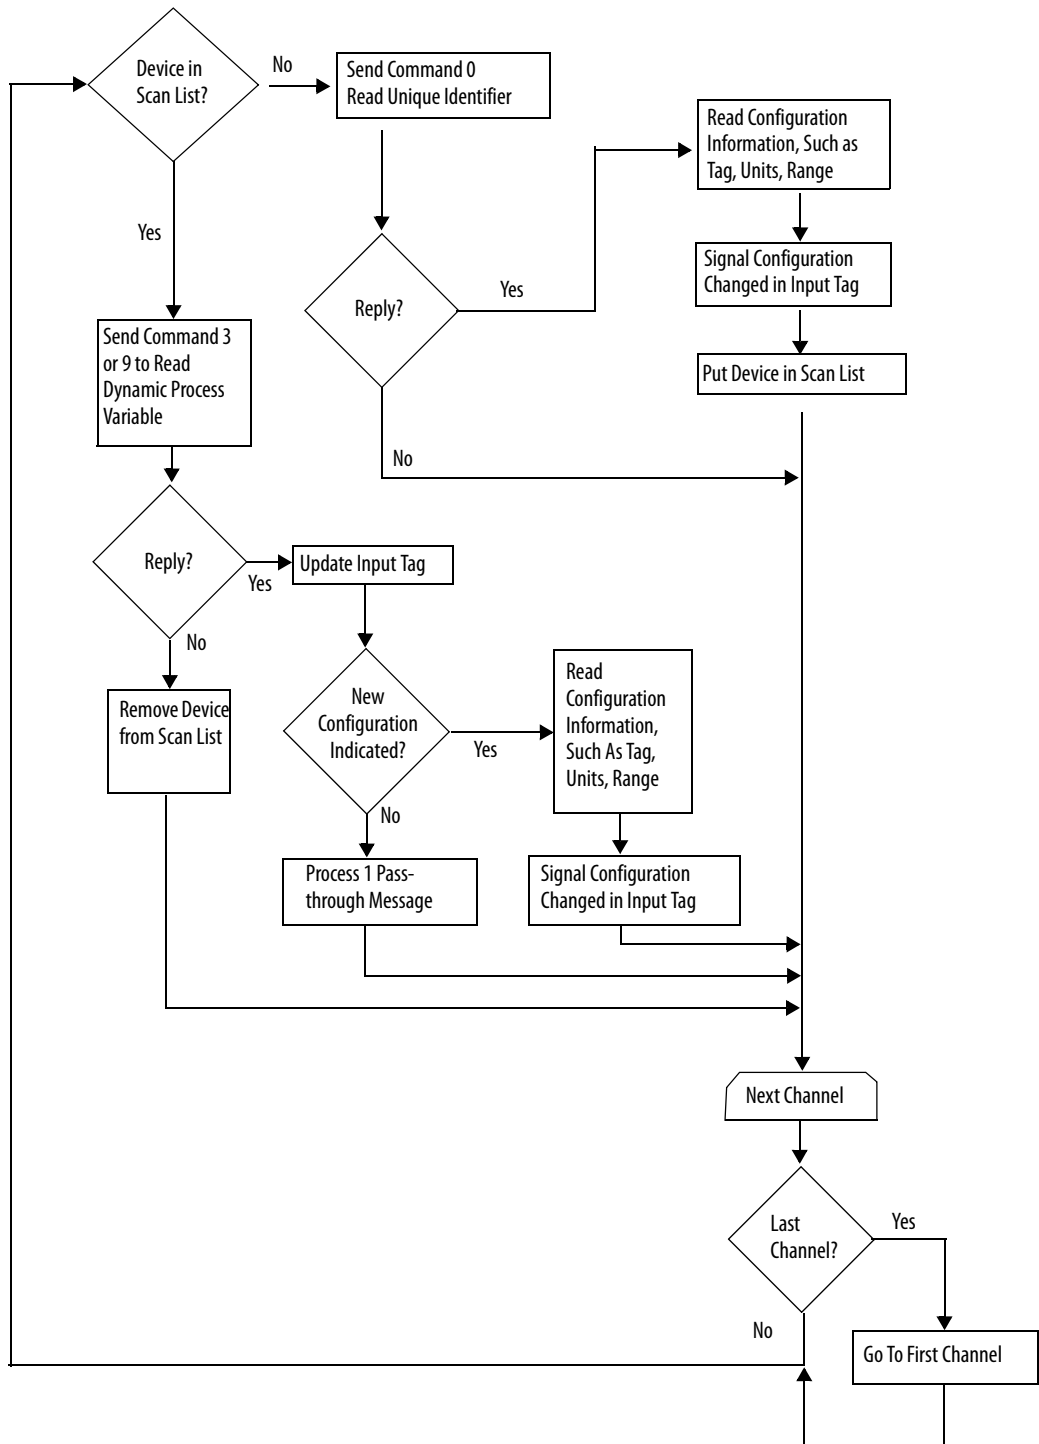 Device in
Scan List?
No
Send Command 0
Read Unique Identifier
Read Configuration
Information, Such as
Tag, Units, Range
Yes
Signal Configuration
Changed in Input Tag
Yes
Reply?
Put Device in Scan List
Send Command 3
or 9 to Read
Dynamic Process
Variable
No
Reply?
Yes
Update Input Tag
No
Remove Device
from Scan List
New
Configuration
Indicated?
Yes
Read
Configuration
Information,
Such As Tag,
Units, Range
No
Process 1 Pass-
through Message
Signal Configuration
Changed in Input Tag
Next Channel
Last
Channel?
Yes
No
Go To First Channel